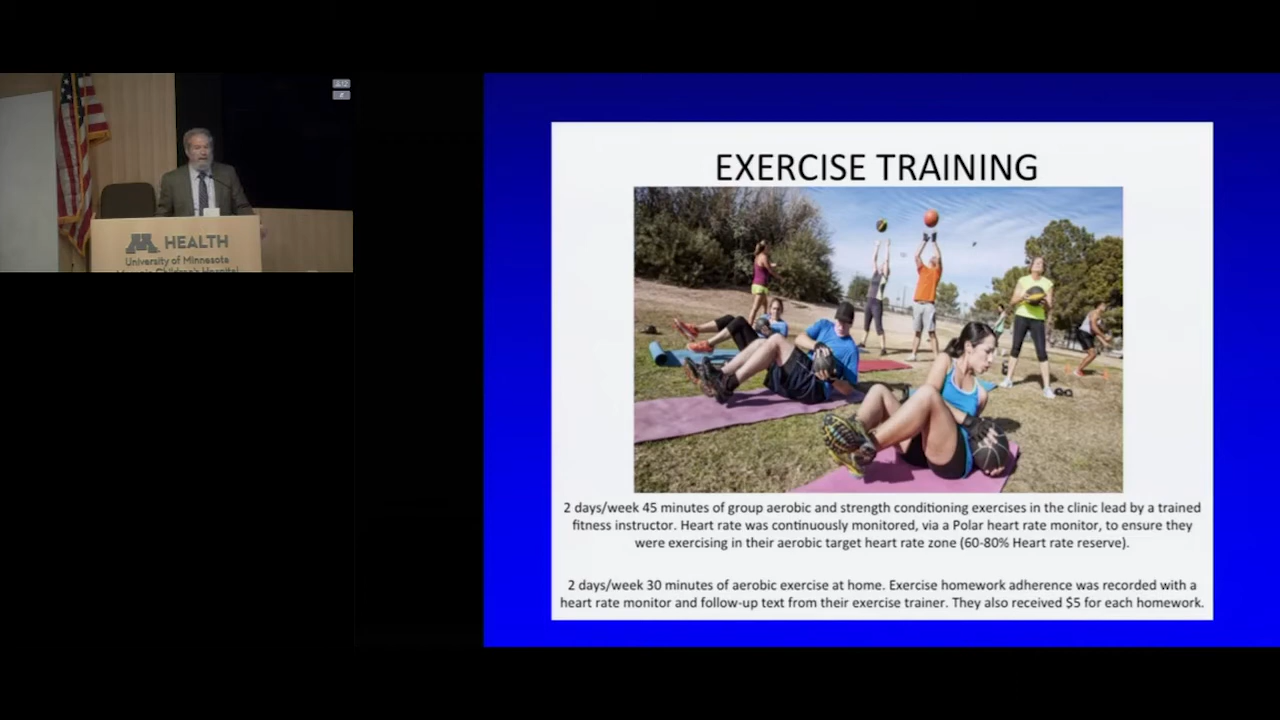 M HEALTH
University of Minnesota
Masonic Children's Hospital
EXERCISE TRAINING
2 days/week 45 minutes of group aerobic and strength conditioning exercises in the clinic lead by a trained
fitness instructor. Heart rate was continuously monitored, via a Polar heart rate monitor, to ensure they
were exercising in their aerobic target heart rate zone (60-80% Heart rate reserve).
2 days/week 30 minutes of aerobic exercise at home. Exercise homework adherence was recorded with a
heart rate monitor and follow-up text from their exercise trainer. They also received $5 for each homework.